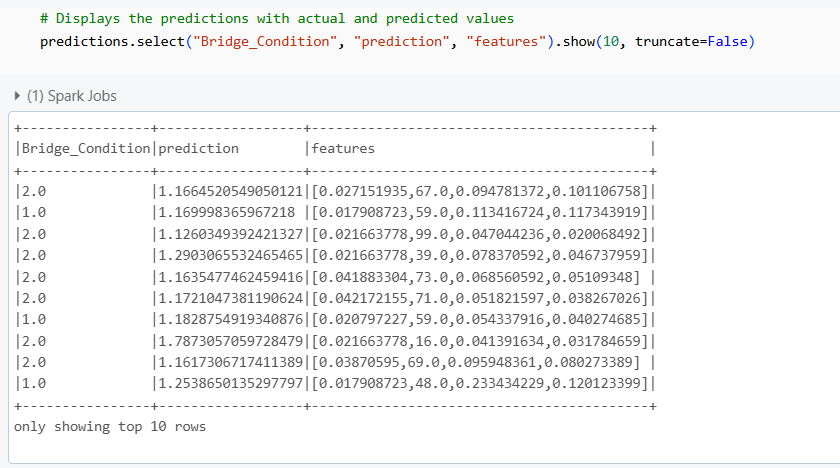 # Displays the predictions with actual and predicted values
predictions.select("Bridge_Condition", "prediction", "features").show(10, truncate=False)
(1) Spark Jobs
+----------------+------------------+------------------------------------------+
|Bridge_Condition|prediction        |features                                  |
+----------------+------------------+------------------------------------------+
|2.0             |1.1664520549050121|[0.027151935,67.0,0.094781372,0.101106758]|
|1.0             |1.169998365967218 |[0.017908723,59.0,0.113416724,0.117343919]|
|2.0             |1.1260349392421327|[0.021663778,99.0,0.047044236,0.020068492]|
|2.0             |1.2903065532465465|[0.021663778,39.0,0.078370592,0.046737959]|
|2.0             |1.1635477462459416|[0.041883304,73.0,0.068560592,0.05109348] |
|2.0             |1.1721047381190624|[0.042172155,71.0,0.051821597,0.038267026]|
|1.0             |1.1828754919340876|[0.020797227,59.0,0.054337916,0.040274685]|
|2.0             |1.7873057059728479|[0.021663778,16.0,0.041391634,0.031784659]|
|2.0             |1.1617306717411389|[0.03870595,69.0,0.095948361,0.080273389] |
|1.0             |1.2538650135297797|[0.017908723,48.0,0.233434229,0.120123399]|
+----------------+------------------+------------------------------------------+
only showing top 10 rows